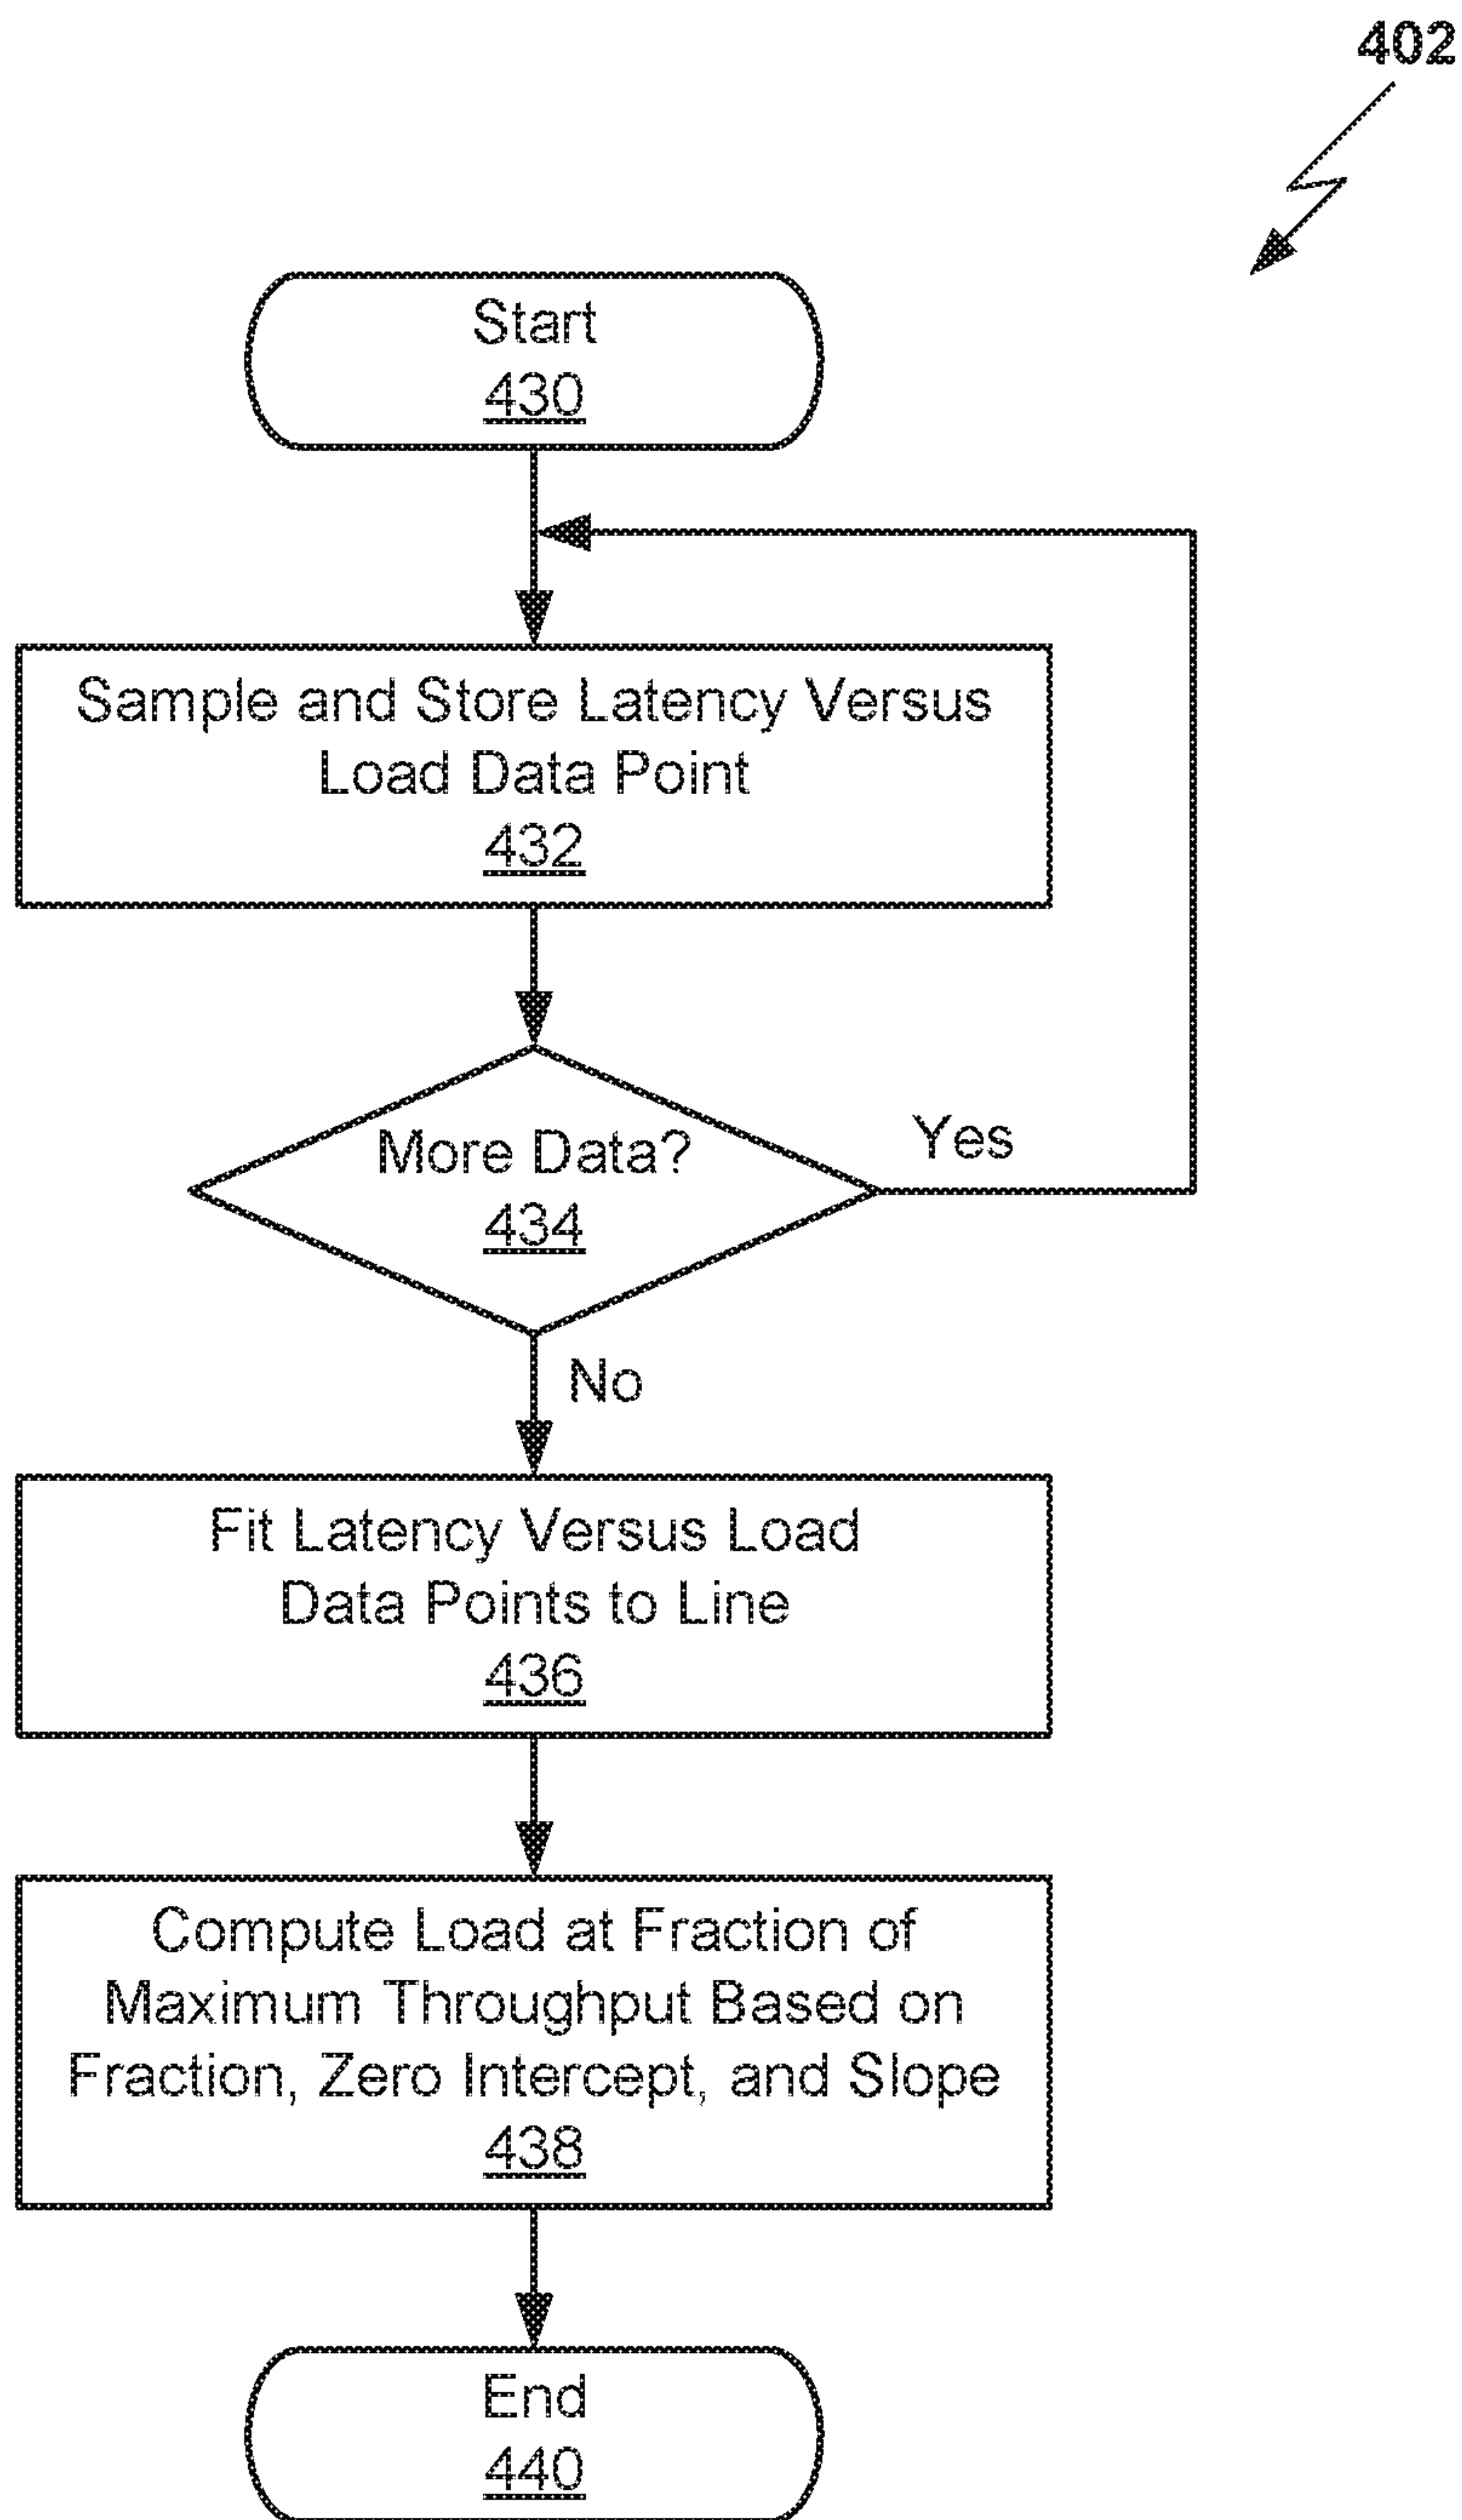 402
Start
430
Sample and Store Latency Versus
Load Data Point
432
More Data?
434
Yes
No
Fit Latency Versus Load
Data Points to Line
436
Compute Load at Fraction of
Maximum Throughput Based on
Fraction, Zero Intercept, and Slope
438
End
440